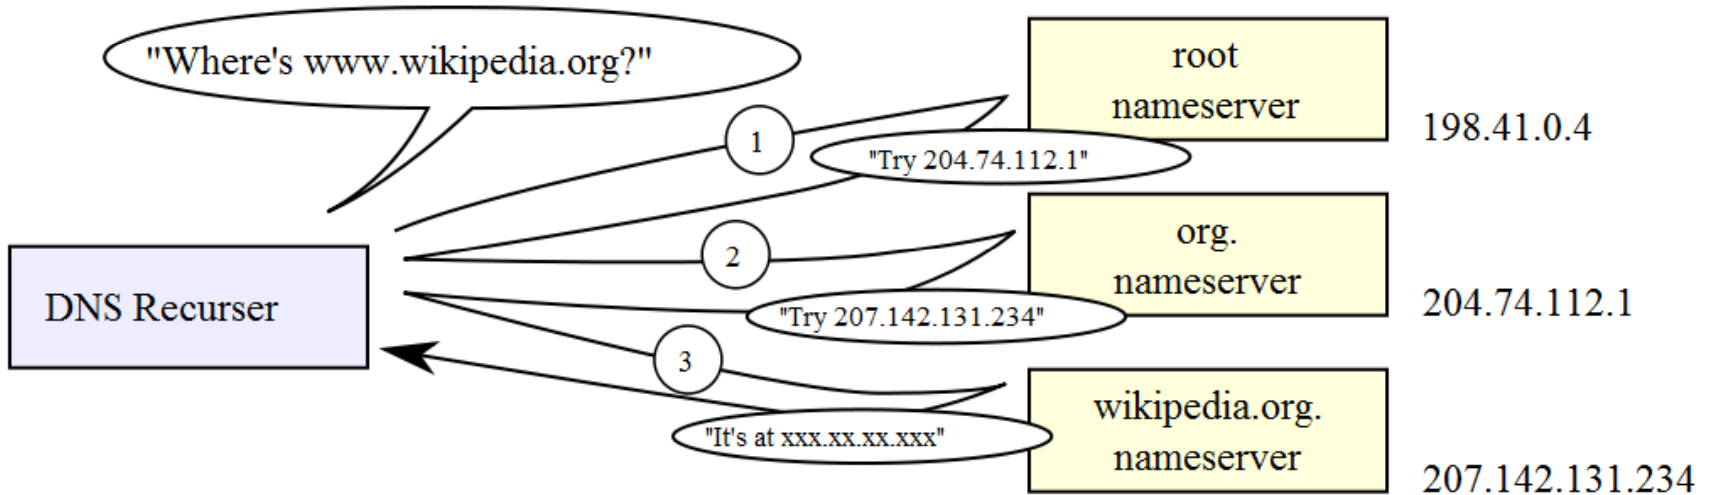 "Where's www.wikipedia.org?"
root
nameserver
198.41.0.4
1
"Try 204.74.112.1"
org.
nameserver
204.74.112.1
2
"Try 207.142.131.234"
DNS Recurser
3
wikipedia.org.
nameserver
207.142.131.234
"It's at xxx.xx.xx.xxx"